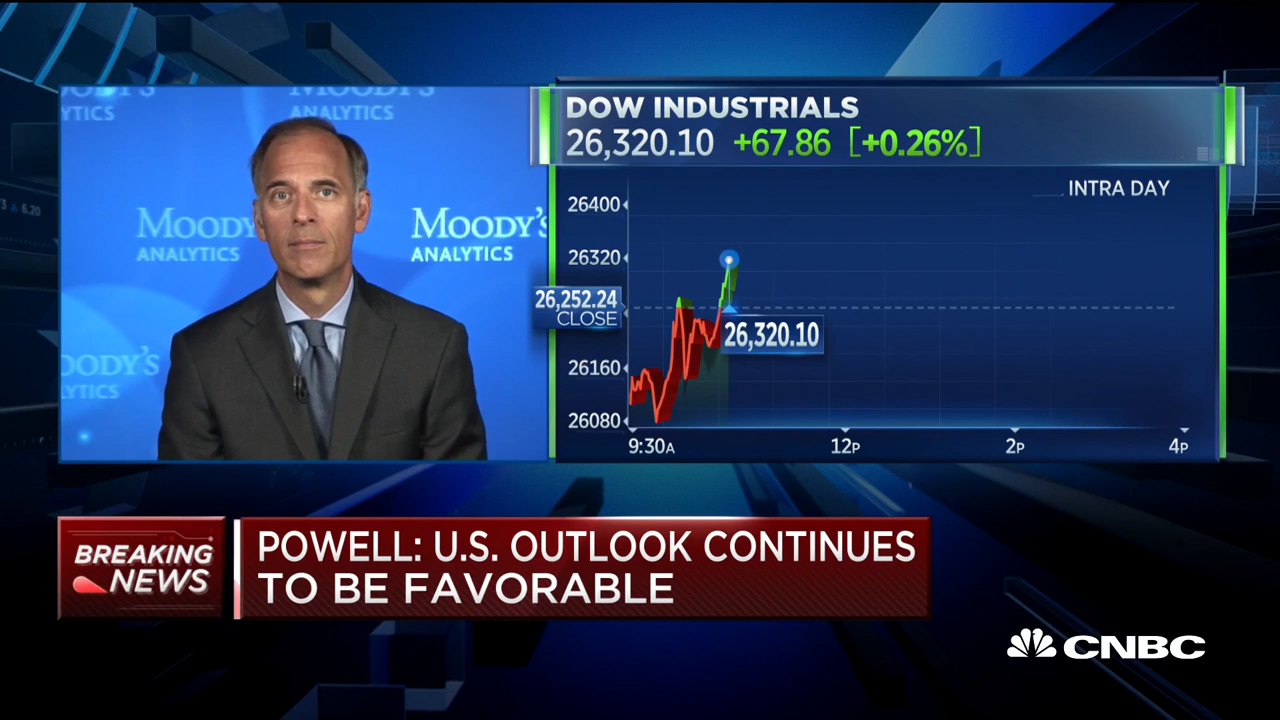 MOODY'S
ANALYTICS
MOODY'S
ANALYTICS
MOODY'S
ANALYTICS
DOW INDUSTRIALS
26,320.10 +67.86 [+0.26%]
INTRA DAY
26400
26320
26,252.24
CLOSE
26,320.10
26160
26080
9:30A 12P 2P 4P
6.20
BREAKING
NEWS
POWELL: U.S. OUTLOOK CONTINUES
TO BE FAVORABLE
CNBC